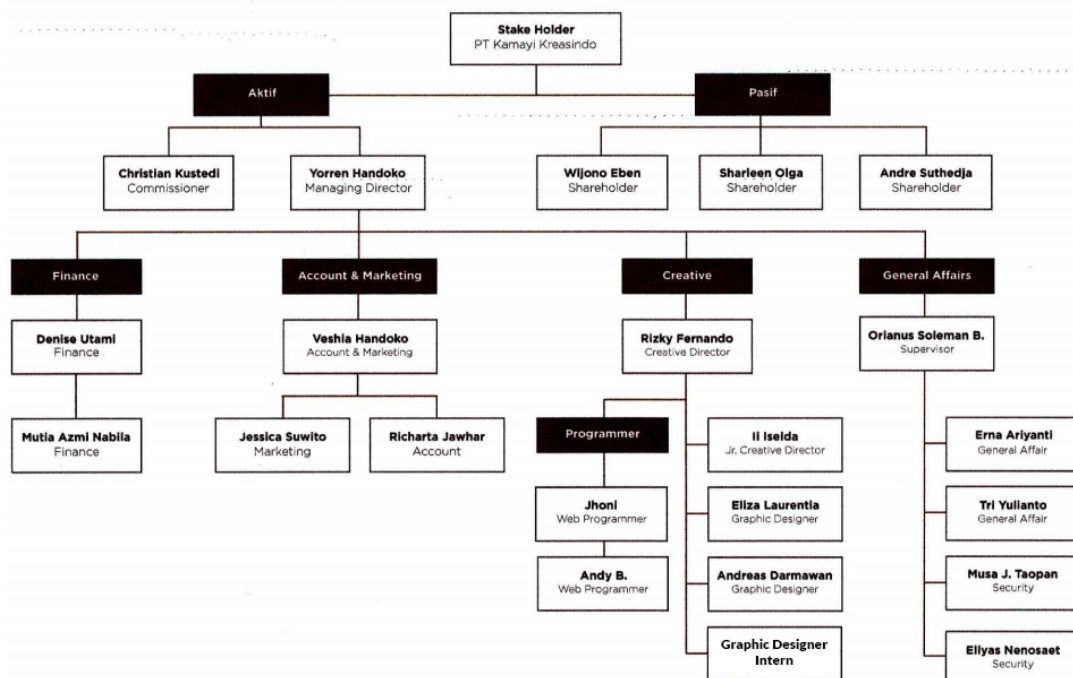 Stake Holder
PT Kamayi Kreasindo
Aktif
Pasif
Christian Kustedi
Commissioner
Yorren Handoko
Managing Director
Wijono Eben
Shareholder
Sharleen Olga
Shareholder
Andre Suthedja
Shareholder
Finance
Account & Marketing
Creative
General Affairs
Denise Utami
Finance
Veshia Handoko
Account & Marketing
Rizky Fernando
Creative Director
Orianus Soleman B.
Supervisor
Mutia Azmi Nabila
Finance
Jessica Suwito
Marketing
Richarta Jawhar
Account
Programmer
Ii Iselda
Jr. Creative Director
Erna Ariyanti
General Affair
Jhoni
Web Programmer
Eliza Laurentia
Graphic Designer
Tri Yulianto
General Affair
Andy B.
Web Programmer
Andreas Darmawan
Graphic Designer
Musa J. Taopan
Security
Graphic Designer
Intern
Ellyas Nenosaet
Security